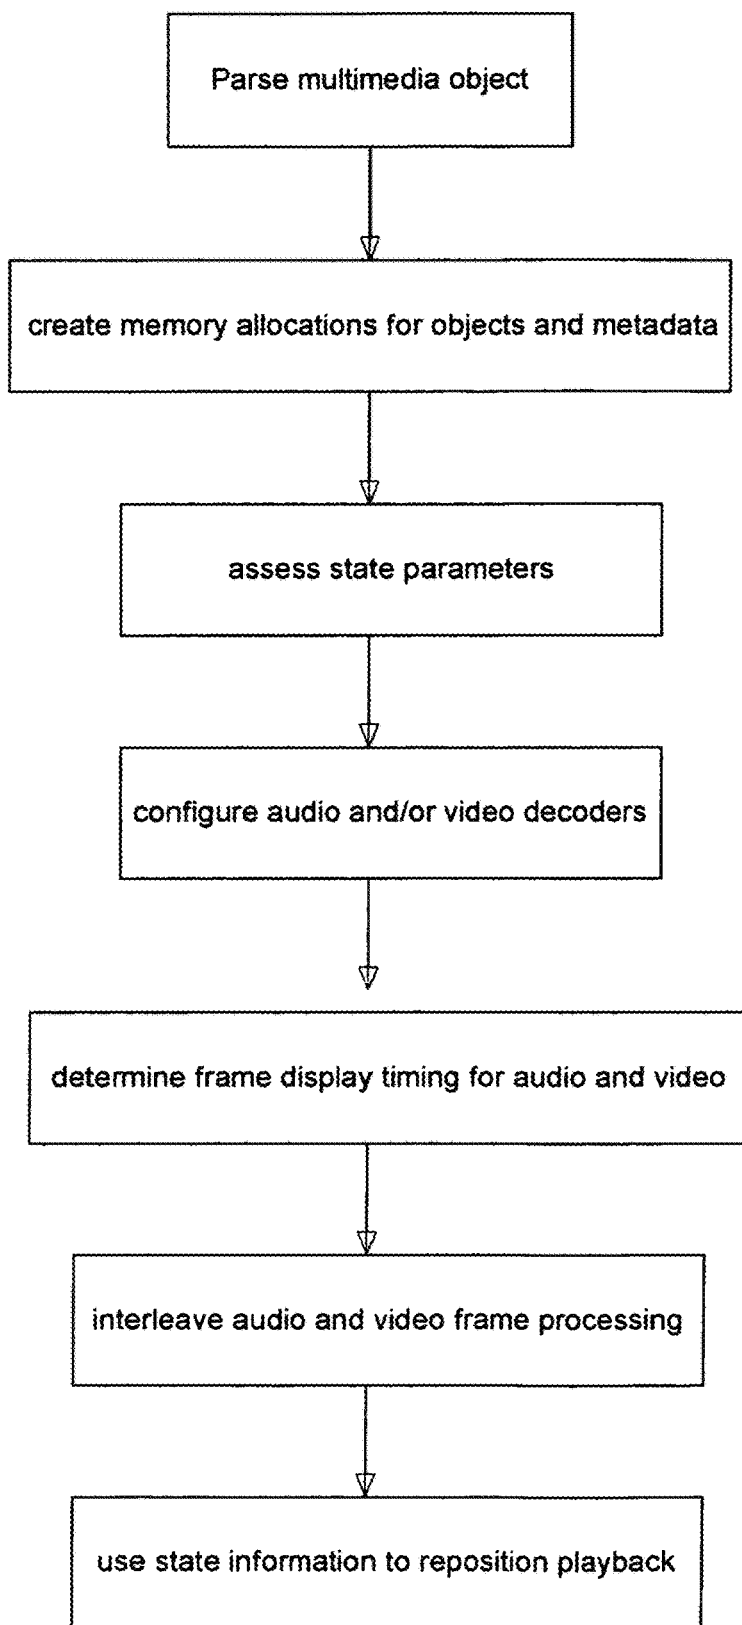 Parse multimedia object
create memory allocations for objects and metadata
assess state parameters
configure audio and/or video decoders
determine frame display timing for audio and video
interleave audio and video frame processing
use state information to reposition playback